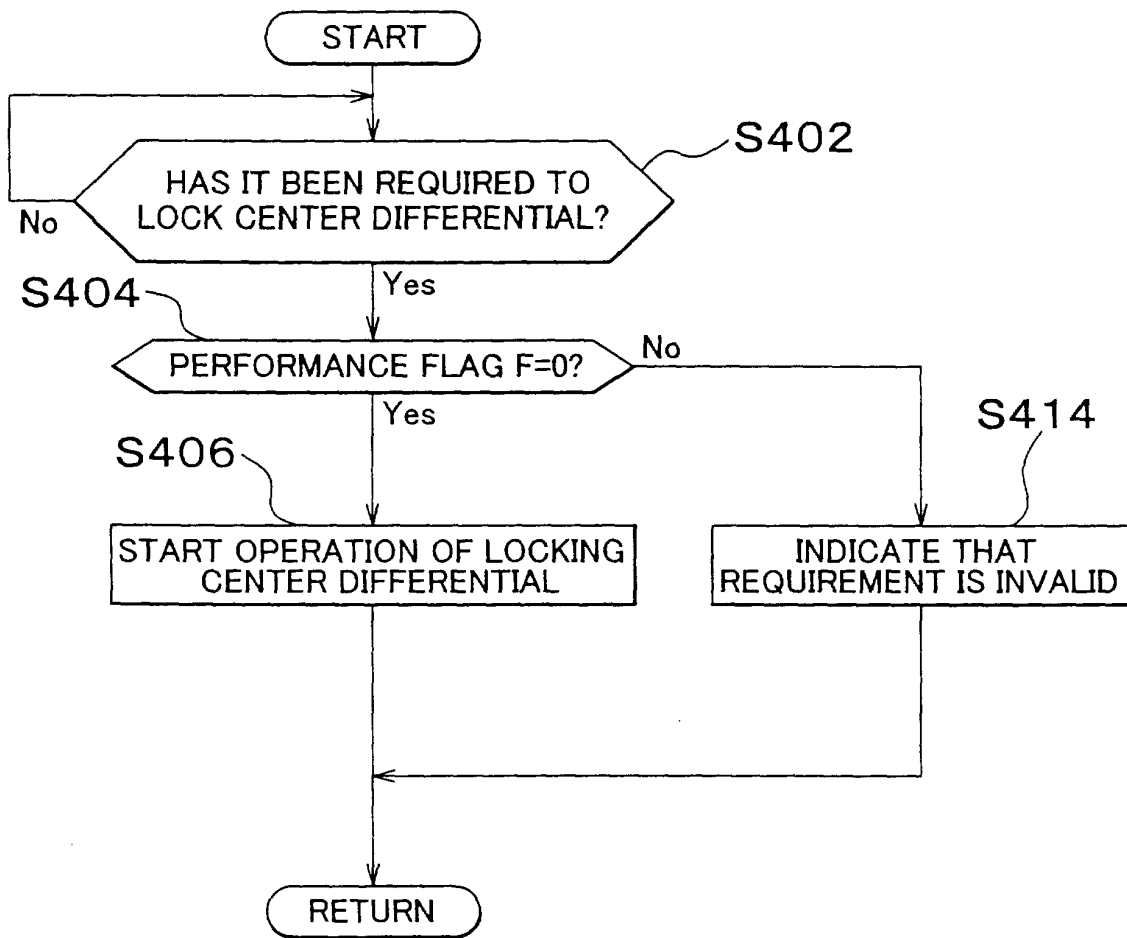 START
S402
HAS IT BEEN REQUIRED TO
LOCK CENTER DIFFERENTIAL?
No
Yes
S404
PERFORMANCE FLAG F=0?
No
Yes
S406
S414
START OPERATION OF LOCKING
CENTER DIFFERENTIAL
INDICATE THAT
REQUIREMENT IS INVALID
RETURN